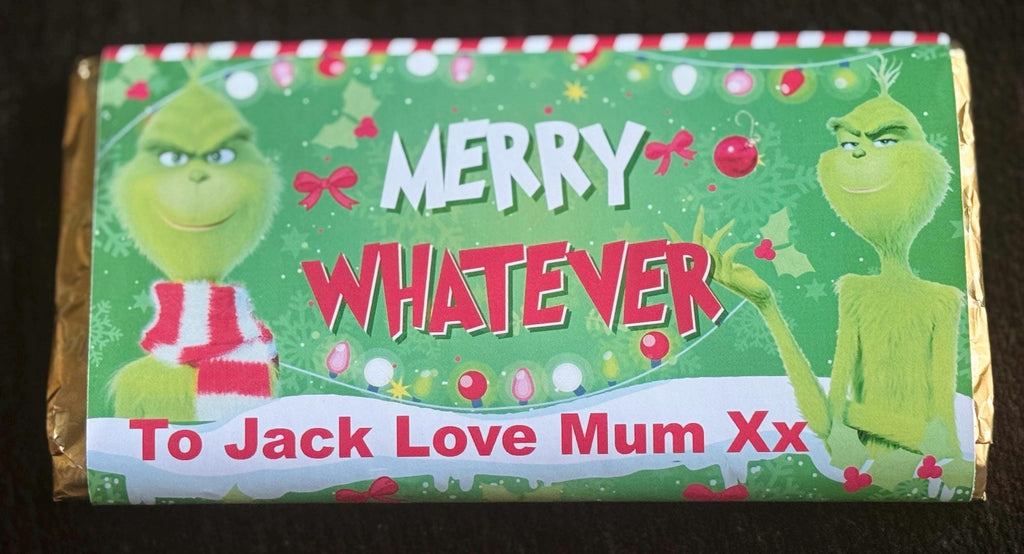 MERRY
WHATEVER
To Jack Love Mum Xx